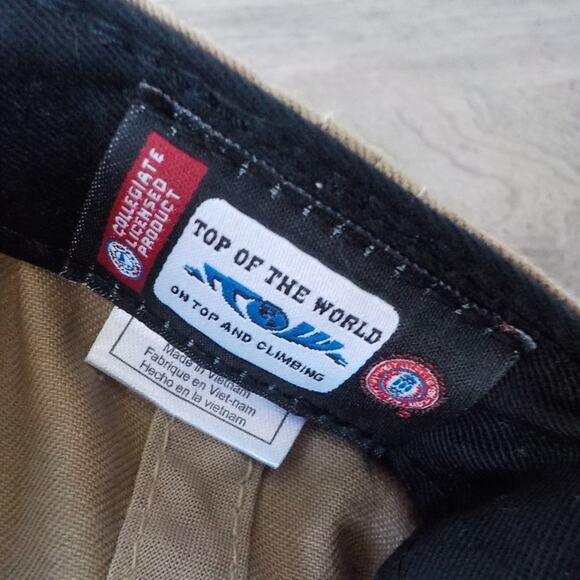 COLLEGIATE
LICENSED
PRODUCT
TOP OF THE WORLD
TOW
ON TOP AND CLIMBING
Made in Vietnam
Fabrique en Viet-nam
Hecho en la vietnam